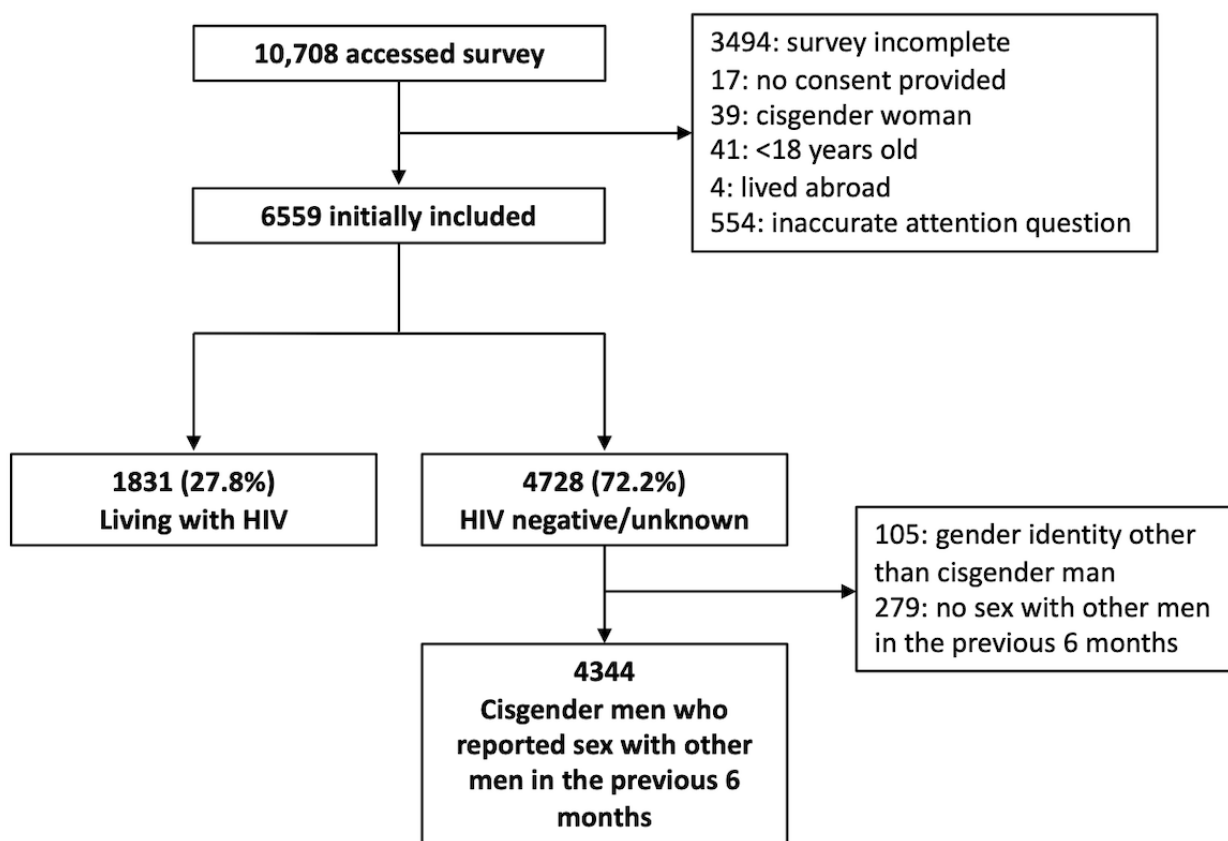 10,708 accessed survey
3494: survey incomplete
17: no consent provided
39: cisgender woman
41: <18 years old
4: lived abroad
554: inaccurate attention question
6559 initially included
1831 (27.8%)
Living with HIV
4728 (72.2%)
HIV negative/unknown
105: gender identity other
than cisgender man
279: no sex with other men
in the previous 6 months
4344
Cisgender men who
reported sex with other
men in the previous 6
months